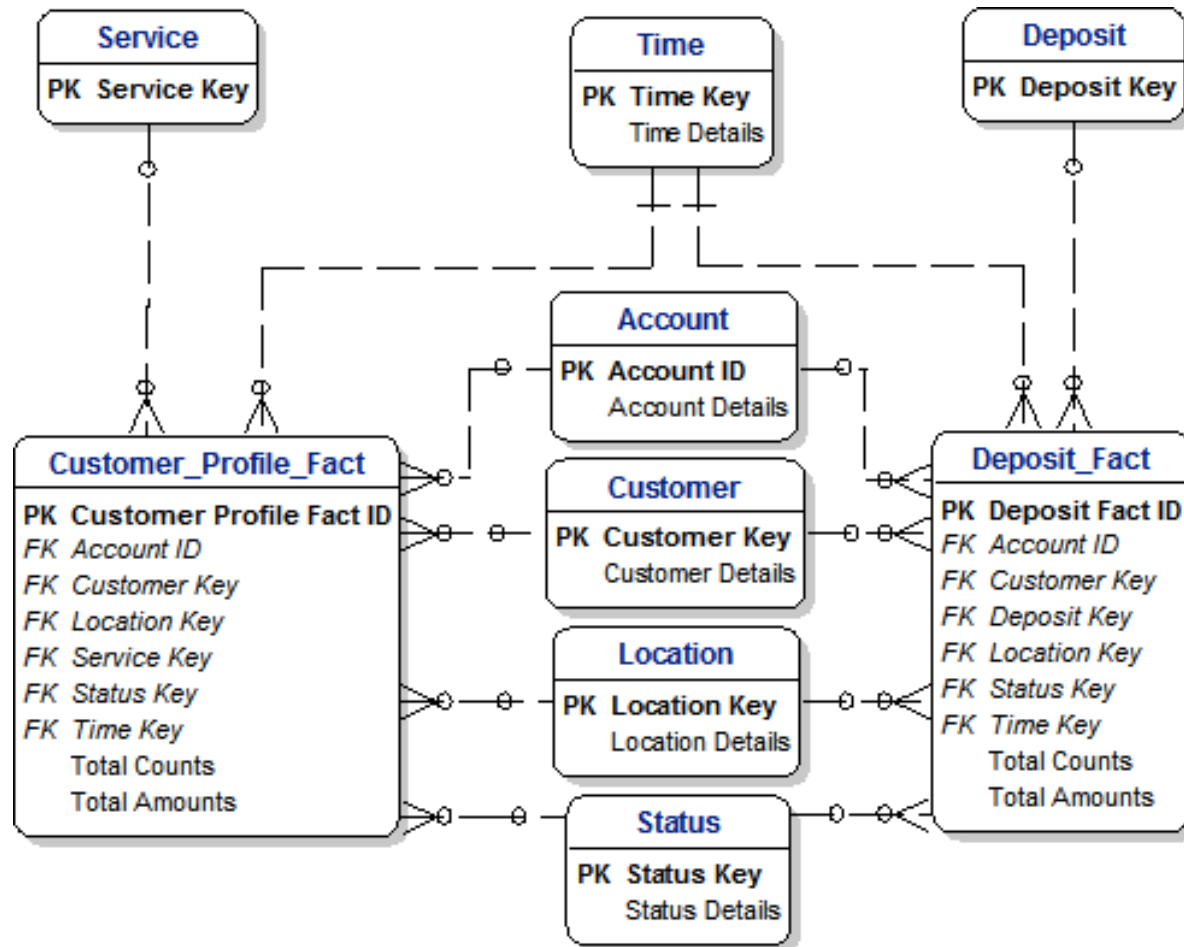 Service
PK Service Key
Time
PK Time Key
Time Details
Deposit
PK Deposit Key
Account
PK Account ID
Account Details
Customer_Profile_Fact
PK Customer Profile Fact ID
FK Account ID
FK Customer Key
FK Location Key
FK Service Key
FK Status Key
FK Time Key
Total Counts
Total Amounts
Customer
PK Customer Key
Customer Details
Location
PK Location Key
Location Details
Status
PK Status Key
Status Details
Deposit_Fact
PK Deposit Fact ID
FK Account ID
FK Customer Key
FK Deposit Key
FK Location Key
FK Status Key
FK Time Key
Total Counts
Total Amounts